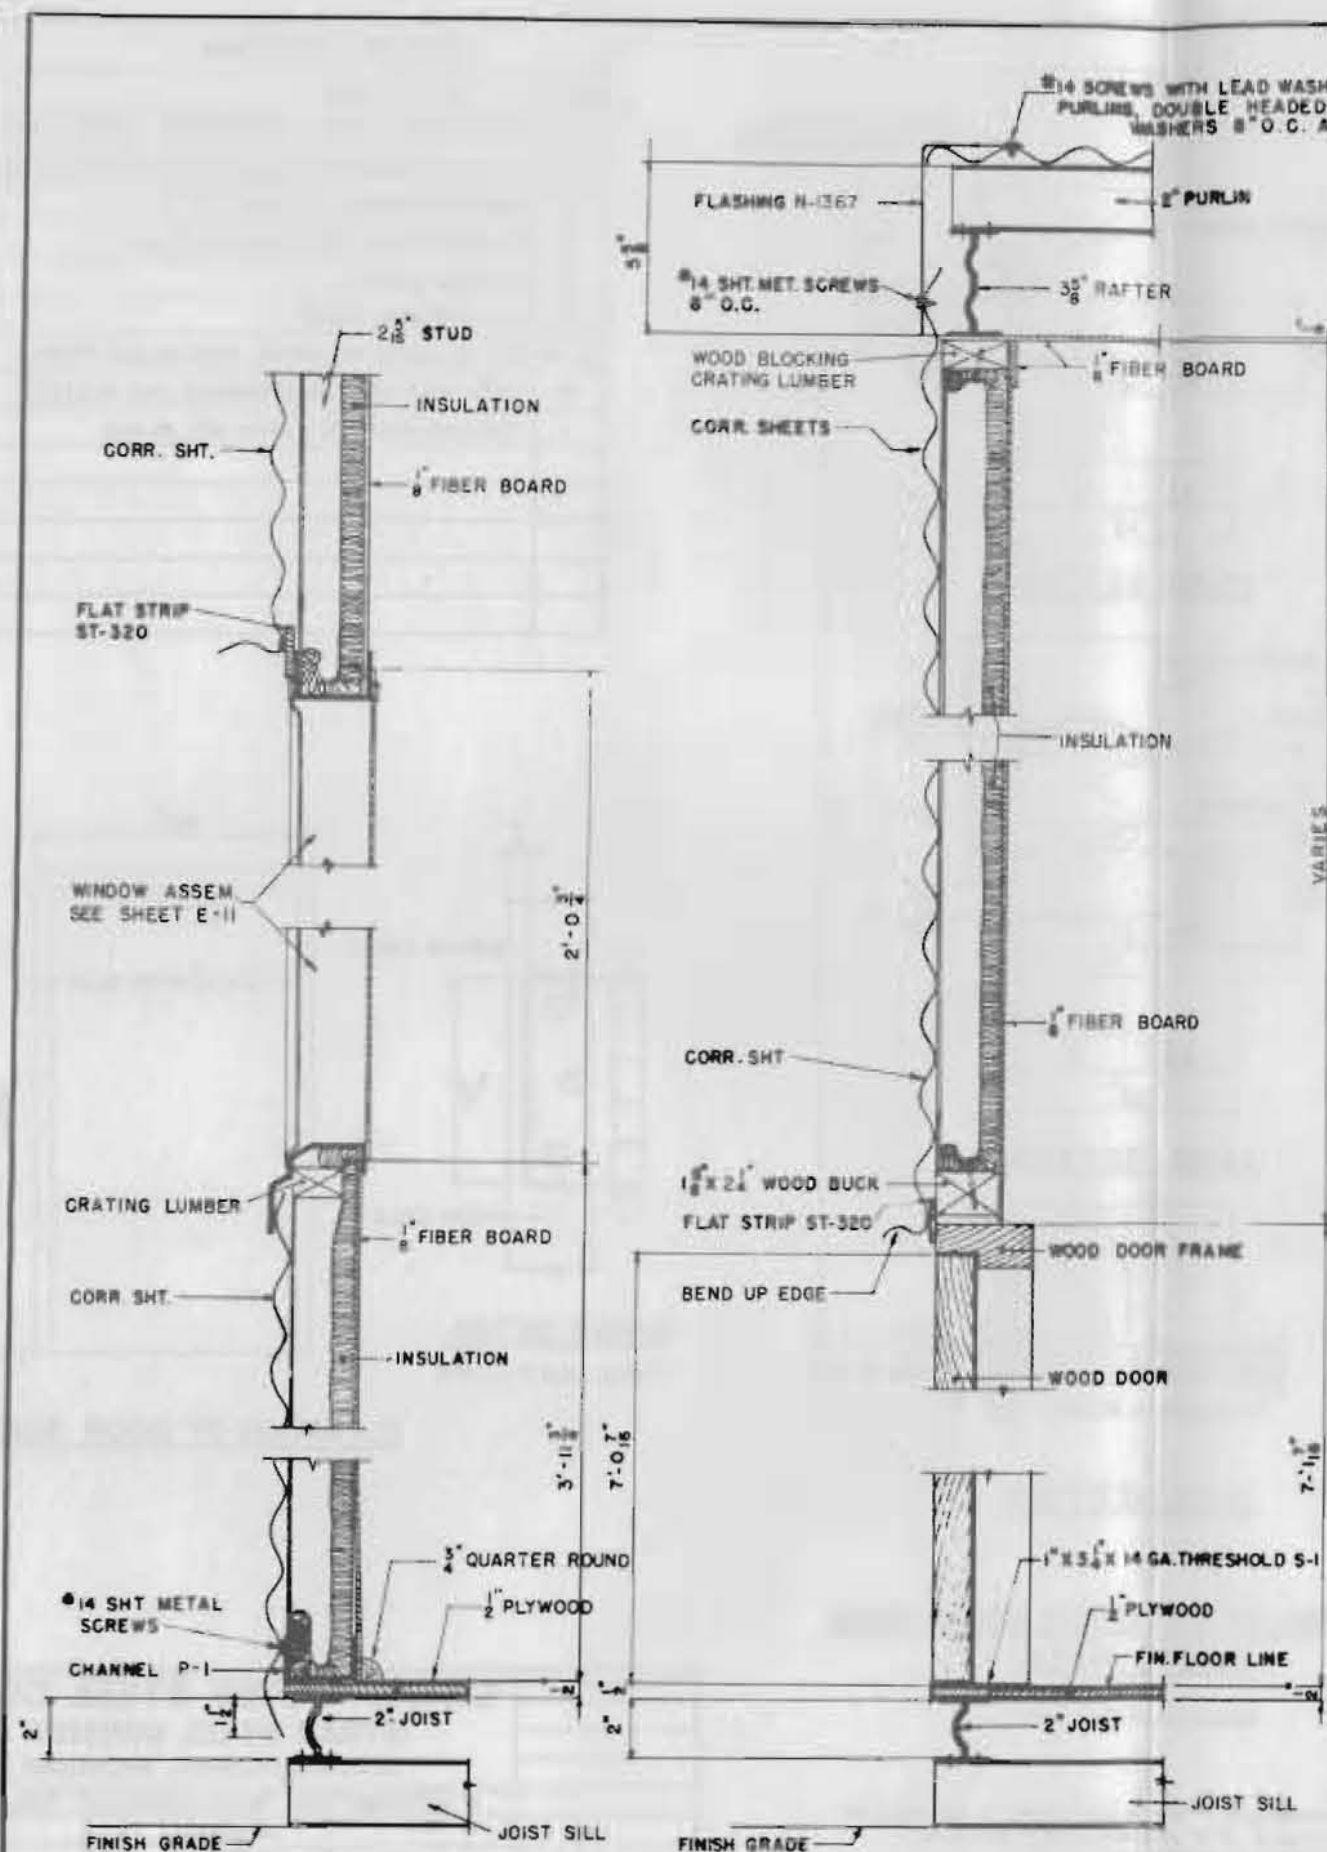 #14 SCREWS WITH LEAD WASH
PURLINS, DOUBLE HEADED
WASHERS 8" O.C. A
FLASHING N-1367
2" PURLIN
#14 SHT. MET. SCREWS
8" O.C.
3 5/8" RAFTER
WOOD BLOCKING
CRATING LUMBER
1/8" FIBER BOARD
CORR. SHEETS
INSULATION
VARIES
1/8" FIBER BOARD
CORR. SHT
1 5/8" X 2 1/4" WOOD BUCK
FLAT STRIP ST-320
WOOD DOOR FRAME
BEND UP EDGE
WOOD DOOR
7'-0 7/16"
7'-1 7/16"
1" X 3 1/4" X 14 GA. THRESHOLD S-1
1/2" PLYWOOD
FIN. FLOOR LINE
1/2"
2"
2" JOIST
JOIST SILL
FINISH GRADE
STUD
INSULATION
CORR. SHT.
1/8" FIBER BOARD
FLAT STRIP
ST-320
WINDOW ASSEM.
SEE SHEET E-11
2'-0 3/4"
CRATING LUMBER
1/8" FIBER BOARD
CORR. SHT.
INSULATION
3'-11
3/4" QUARTER ROUND
#14 SHT METAL
SCREWS
1/2" PLYWOOD
CHANNEL P-1
1 1/2"
2"
2" JOIST
JOIST SILL
FINISH GRADE